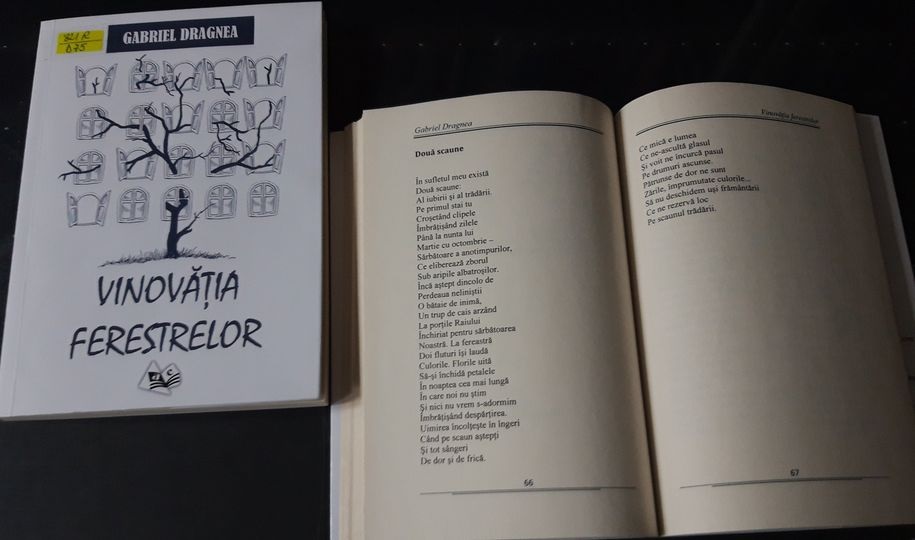 821 R
D75
GABRIEL DRAGNEA
VINOVĂȚIA
FERESTRELOR
Gabriel Dragnea
Două scaune
În sufletul meu există
Două scaune:
Al iubirii și al trădării.
Pe primul stai tu
Croșetând clipele
Îmbrățișând zilele
Până la nunta lui
Martie cu octombrie –
Sărbătoare a anotimpurilor,
Ce eliberează zborul
Sub aripile albatroșilor.
Încă aștept dincolo de
Perdeaua neliniștii
O bătaie de inimă,
Un trup de cais arzând
La porțile Raiului
Închiriat pentru sărbătoarea
Noastră. La fereastră
Doi fluturi își laudă
Culorile. Florile uită
Să-și închidă petalele
În noaptea cea mai lungă
În care noi nu știm
Și nici nu vrem s-adormim
Îmbrățișând despărțirea.
Uimirea încolțește în îngeri
Când pe scaun aștepți
Și tot sângeri
De dor și de frică.
66
Vinovăția ferestrelor
Ce mică e lumea
Ce ne-ascultă glasul
Și voit ne încurcă pasul
Pe drumuri ascunse.
Pătrunse de dor ne sunt
Zările, împrumutate culorile...
Să nu deschidem uși frământării
Ce ne rezervă loc
Pe scaunul trădării.
67